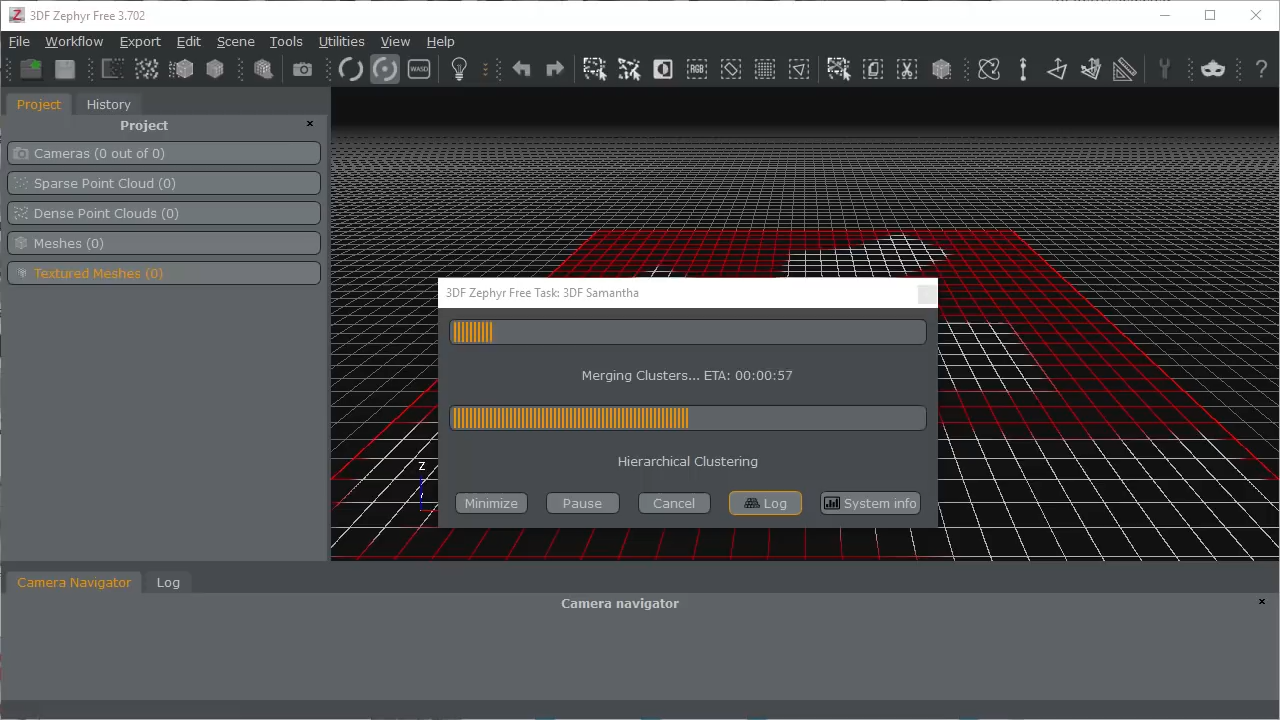 3DF Zephyr Free 3.702
File Workflow Export Edit Scene Tools Utilities View Help
WASD
RGB
Project History
Project
Cameras (0 out of 0)
Sparse Point Cloud (0)
Dense Point Clouds (0)
Meshes (0)
Textured Meshes (0)
3DF Zephyr Free Task: 3DF Samantha
Merging Clusters... ETA: 00:00:57
Hierarchical Clustering
Minimize Pause Cancel Log System info
Z
Camera Navigator Log
Camera navigator